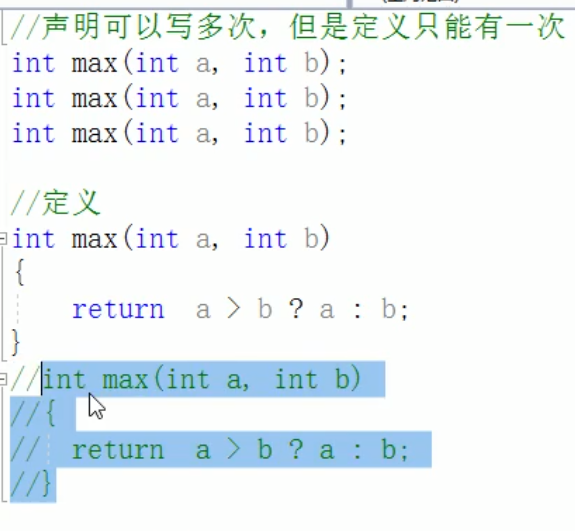 //声明可以写多次，但是定义只能有一次
int max(int a, int b);
int max(int a, int b);
int max(int a, int b);
//定义
int max(int a, int b)
{
return a > b ? a : b;
}
//int max(int a, int b)
//{
// return a > b ? a : b;
//}